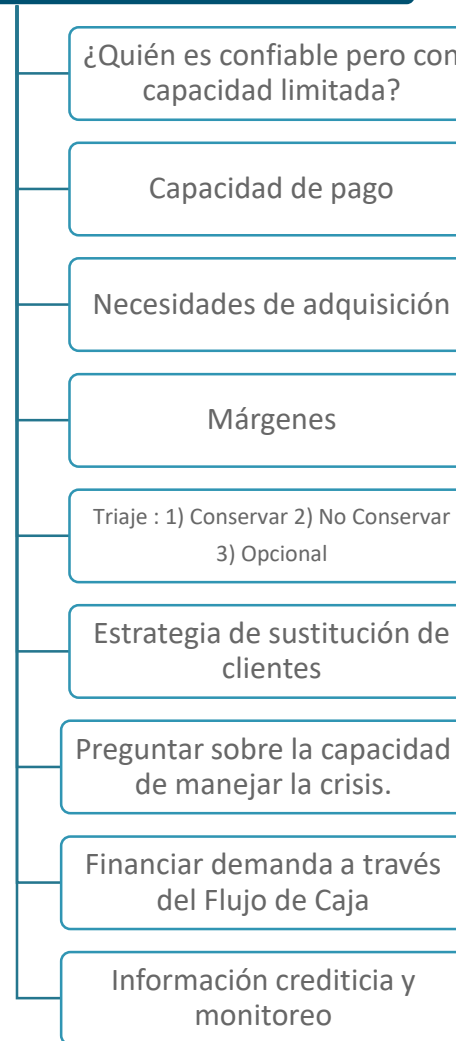 ¿Quién es confiable pero con
capacidad limitada?
Capacidad de pago
Necesidades de adquisición
Márgenes
Triaje : 1) Conservar 2) No Conservar
3) Opcional
Estrategia de sustitución de
clientes
Preguntar sobre la capacidad
de manejar la crisis.
Financiar demanda a través
del Flujo de Caja
Información crediticia y
monitoreo